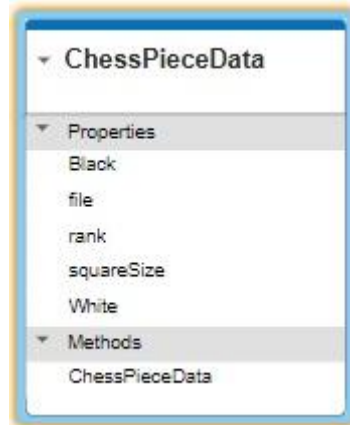 ChessPieceData
Properties
Black
file
rank
squareSize
White
Methods
ChessPieceData